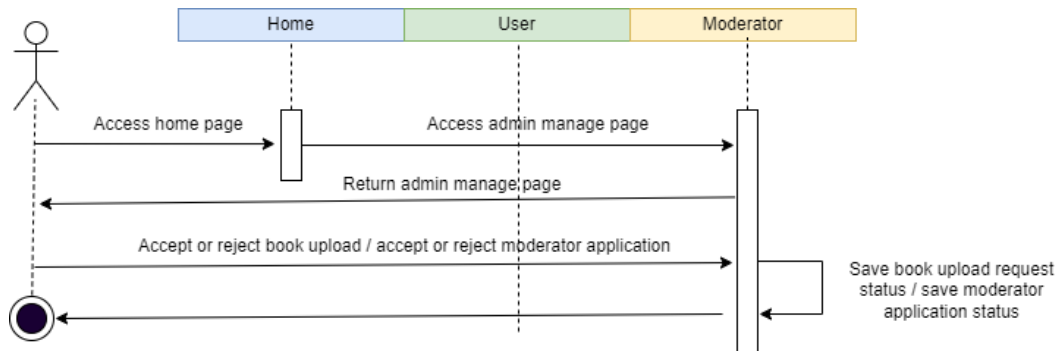 Home
User
Moderator
Access home page
Access admin manage page
Return admin manage page
Accept or reject book upload / accept or reject moderator application
Save book upload request
status / save moderator
application status